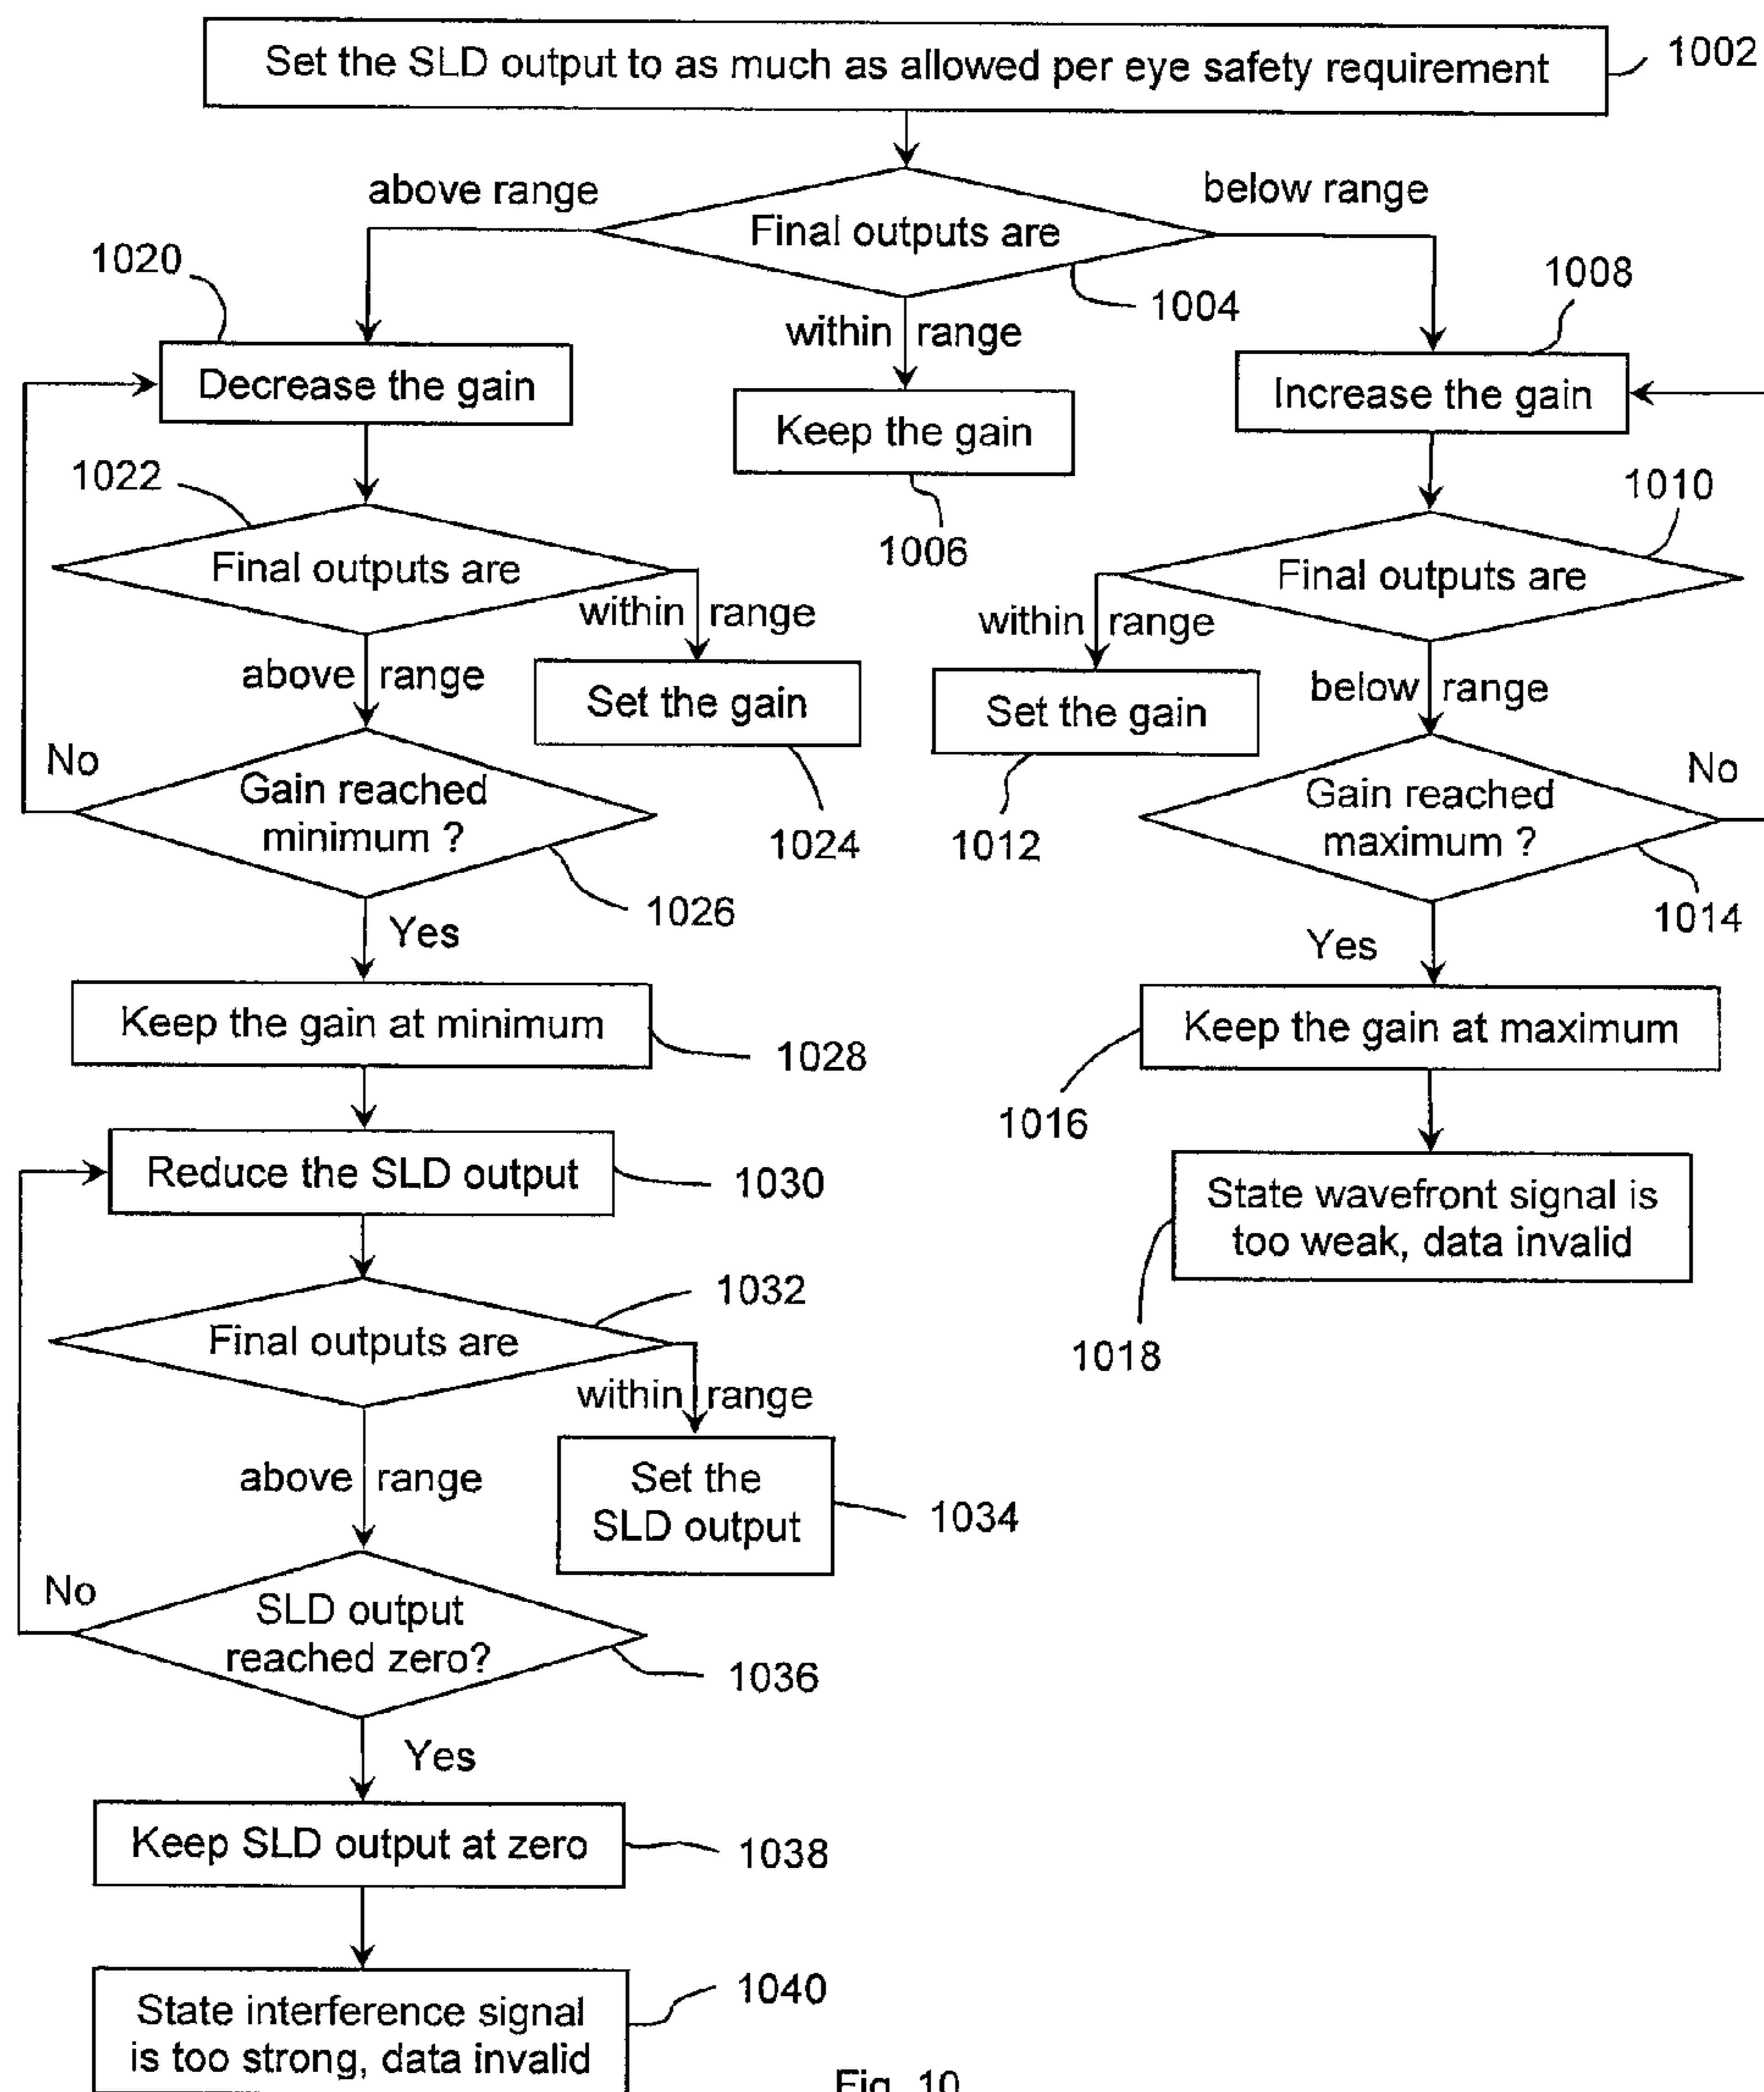 Set the SLD output to as much as allowed per eye safety requirement
1002
above range
below range
Final outputs are
1004
within range
1020
1008
Decrease the gain
Keep the gain
1006
Increase the gain
1022
1010
Final outputs are
within range
Set the gain
1024
above range
Final outputs are
within range
Set the gain
1012
below range
No
Gain reached
minimum ?
1026
Yes
Gain reached
maximum ?
No
1014
Yes
Keep the gain at minimum
1028
Keep the gain at maximum
1016
Reduce the SLD output
1030
State wavefront signal is
too weak, data invalid
1018
Final outputs are
1032
within range
above range
Set the
SLD output
1034
No
SLD output
reached zero?
1036
Yes
Keep SLD output at zero
1038
State interference signal
is too strong, data invalid
1040
Fig. 10